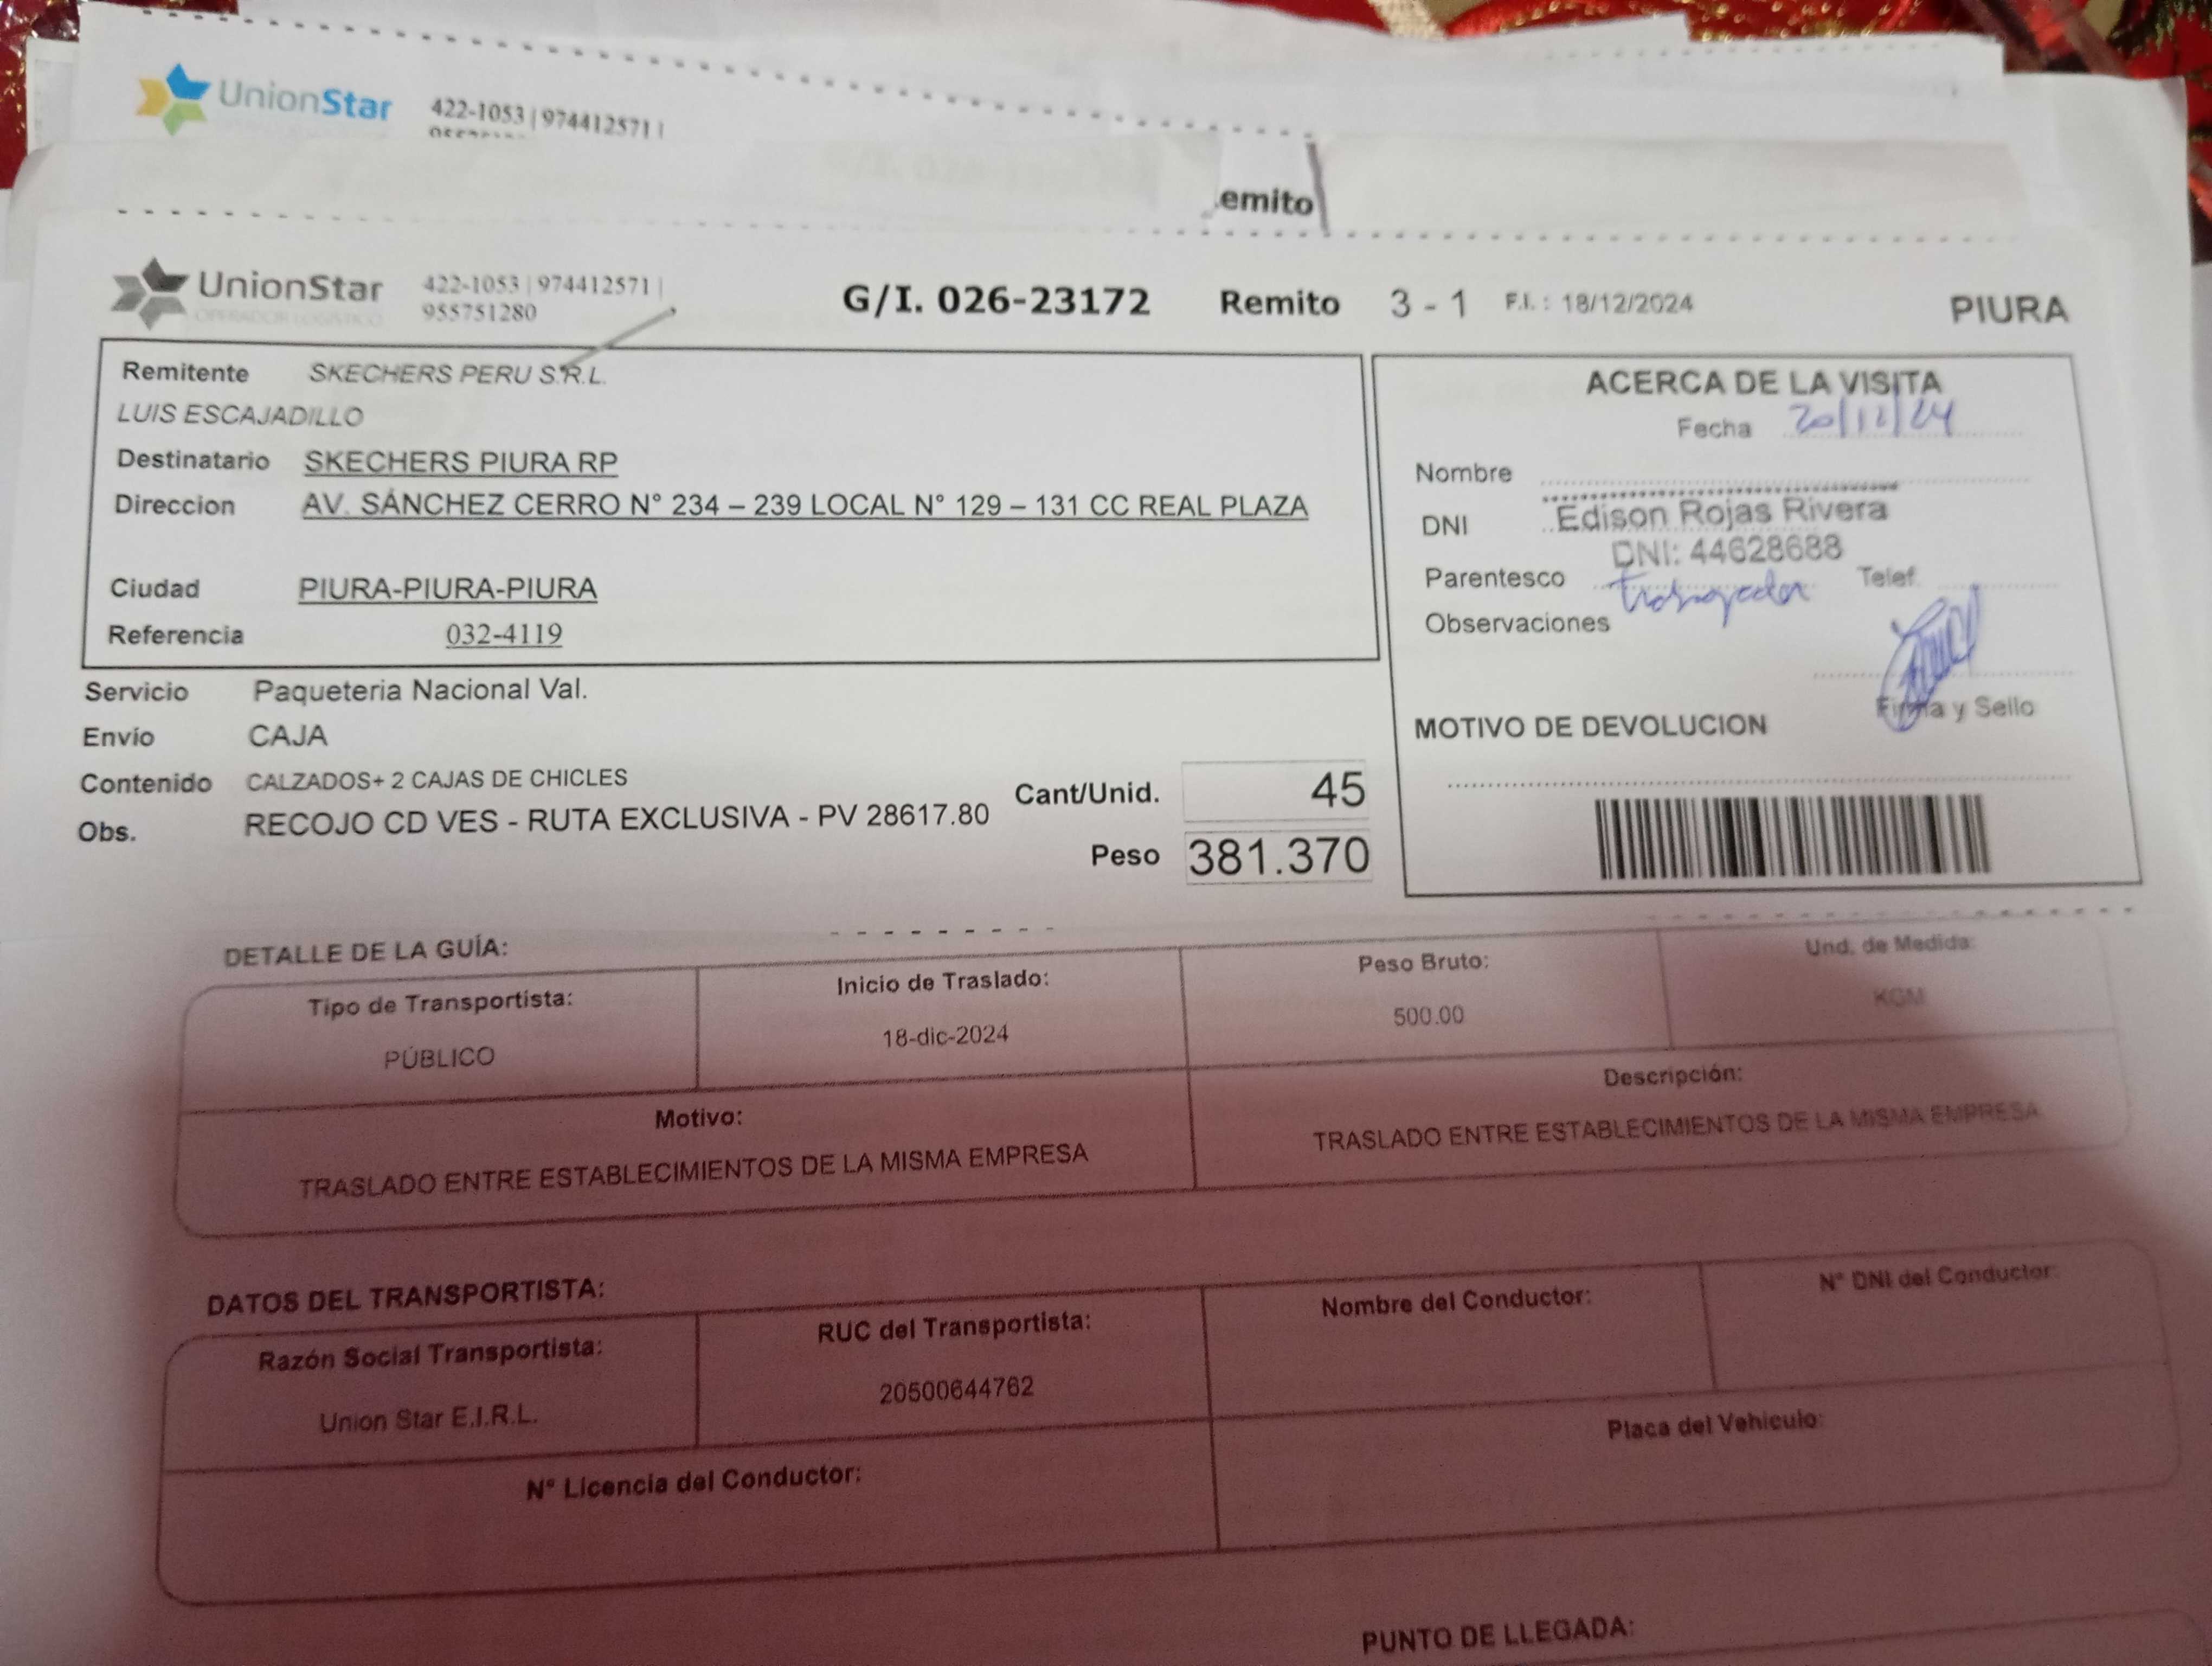 UnionStar 422-1053 | 974412571 |
emito
UnionStar 422-1053 | 974412571 |
OPERADOR LOGISTICO 955751280
G/I. 026-23172 Remito 3 - 1 F.I. : 18/12/2024 PIURA
Remitente SKECHERS PERU S.R.L.
LUIS ESCAJADILLO
Destinatario SKECHERS PIURA RP
Direccion AV. SÁNCHEZ CERRO N° 234 – 239 LOCAL N° 129 – 131 CC REAL PLAZA
Ciudad PIURA-PIURA-PIURA
Referencia 032-4119
ACERCA DE LA VISITA
Fecha 20/12/24
Nombre
DNI Edison Rojas Rivera
DNI: 44628688
Parentesco trabajador Telef.
Observaciones
Firma y Sello
MOTIVO DE DEVOLUCION
Servicio Paqueteria Nacional Val.
Envío CAJA
Contenido CALZADOS+ 2 CAJAS DE CHICLES
Cant/Unid. 45
Obs. RECOJO CD VES - RUTA EXCLUSIVA - PV 28617.80
Peso 381.370
DETALLE DE LA GUÍA:
Tipo de Transportista: Inicio de Traslado: Peso Bruto: Und. de Medida:
PÚBLICO 18-dic-2024 500.00 KGM
Motivo: Descripción:
TRASLADO ENTRE ESTABLECIMIENTOS DE LA MISMA EMPRESA TRASLADO ENTRE ESTABLECIMIENTOS DE LA MISMA EMPRESA
DATOS DEL TRANSPORTISTA:
Razón Social Transportista: RUC del Transportista: Nombre del Conductor: N° DNI del Conductor:
Union Star E.I.R.L. 20500644762
N° Licencia del Conductor: Placa del Vehiculo:
PUNTO DE LLEGADA: